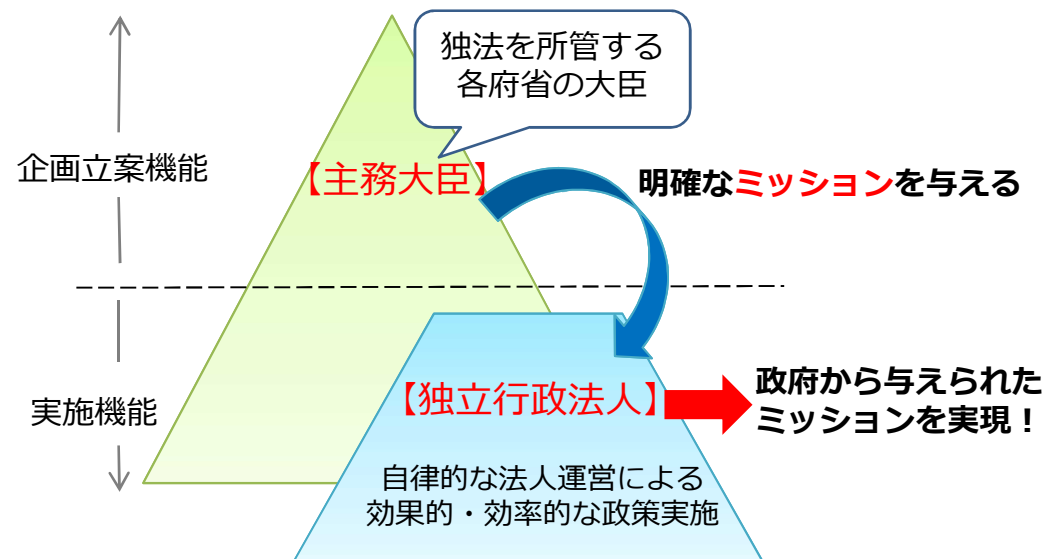 独法を所管する
各府省の大臣
企画立案機能
【主務大臣】
明確なミッションを与える
実施機能
【独立行政法人】
政府から与えられた
ミッションを実現！
自律的な法人運営による
効果的・効率的な政策実施